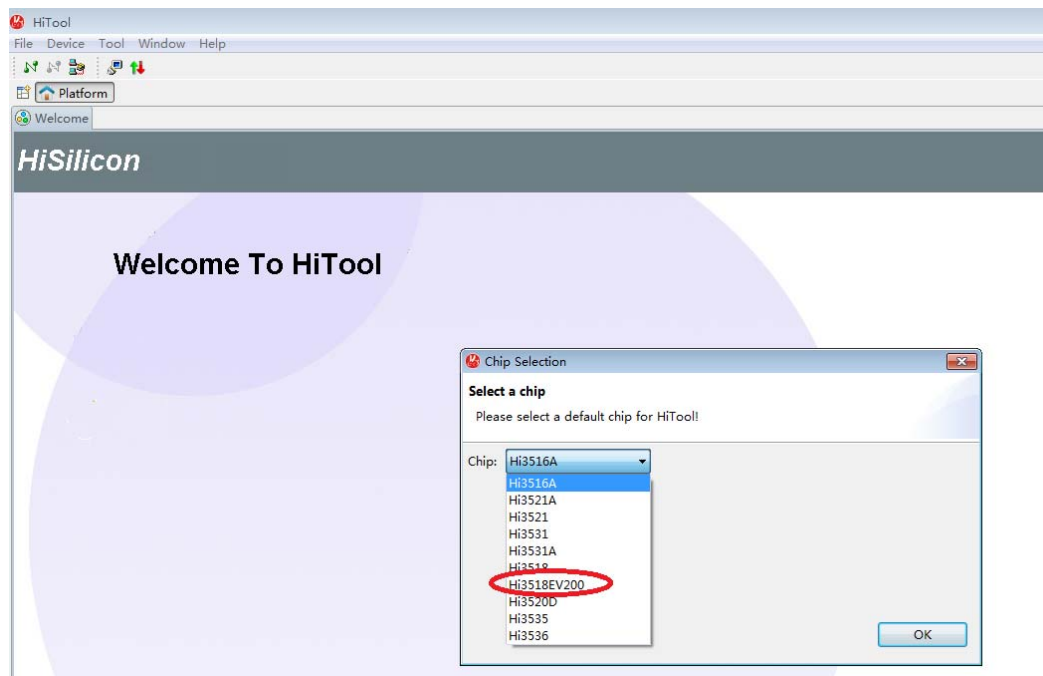 HiTool
File Device Tool Window Help
Platform
Welcome
HiSilicon
Welcome To HiTool
Chip Selection
Select a chip
Please select a default chip for HiTool!
Chip: Hi3516A
Hi3516A
Hi3521A
Hi3521
Hi3531
Hi3531A
Hi3518
Hi3518EV200
Hi3520D
Hi3535
Hi3536
OK